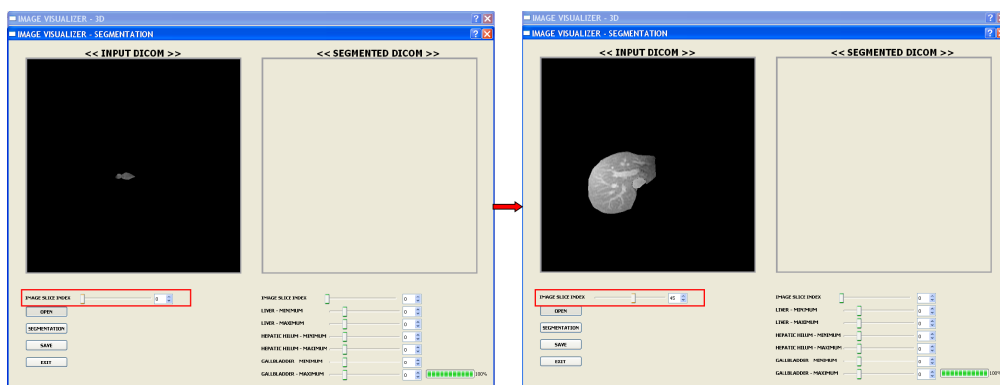 IMAGE VISUALIZER - 3D
IMAGE VISUALIZER - SEGMENTATION
<< INPUT DICOM >>
<< SEGMENTED DICOM >>
IMAGE SLICE INDEX
0
OPEN
SEGMENTATION
SAVE
EXIT
IMAGE SLICE INDEX
0
LIVER - MINIMUM
0
LIVER - MAXIMUM
0
HEPATIC HILUM - MINIMUM
0
HEPATIC HILUM - MAXIMUM
0
GALLBLADDER MINIMUM
0
GALLBLADDER - MAXIMUM
0
100%
IMAGE VISUALIZER - 3D
IMAGE VISUALIZER - SEGMENTATION
<< INPUT DICOM >>
<< SEGMENTED DICOM >>
IMAGE SLICE INDEX
45
OPEN
SEGMENTATION
SAVE
EXIT
IMAGE SLICE INDEX
0
LIVER - MINIMUM
0
LIVER - MAXIMUM
0
HEPATIC HILUM - MINIMUM
0
HEPATIC HILUM - MAXIMUM
0
GALLBLADDER MINIMUM
0
GALLBLADDER - MAXIMUM
0
100%